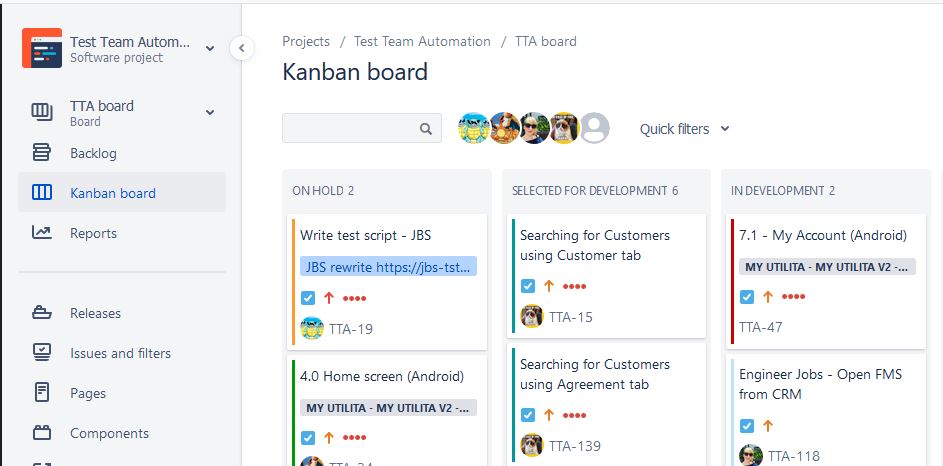 Test Team Autom...
Software project
TTA board
Board
Backlog
Kanban board
Reports
Releases
Issues and filters
Pages
Components
Projects / Test Team Automation / TTA board
Kanban board
Quick filters
ON HOLD 2
Write test script - JBS
JBS rewrite https://jbs-tst...
TTA-19
4.0 Home screen (Android)
MY UTILITA - MY UTILITA V2 -...
SELECTED FOR DEVELOPMENT 6
Searching for Customers
using Customer tab
TTA-15
Searching for Customers
using Agreement tab
TTA-139
IN DEVELOPMENT 2
7.1 - My Account (Android)
MY UTILITA - MY UTILITA V2 -...
TTA-47
Engineer Jobs - Open FMS
from CRM
TTA-118